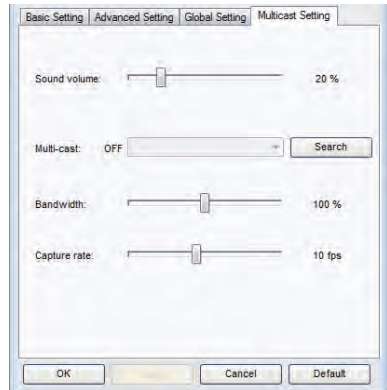 Basic Setting Advanced Setting Global Setting Multicast Setting
Sound volume: 20 %
Multi-cast: OFF Search
Bandwidth: 100 %
Capture rate: 10 fps
OK Cancel Default